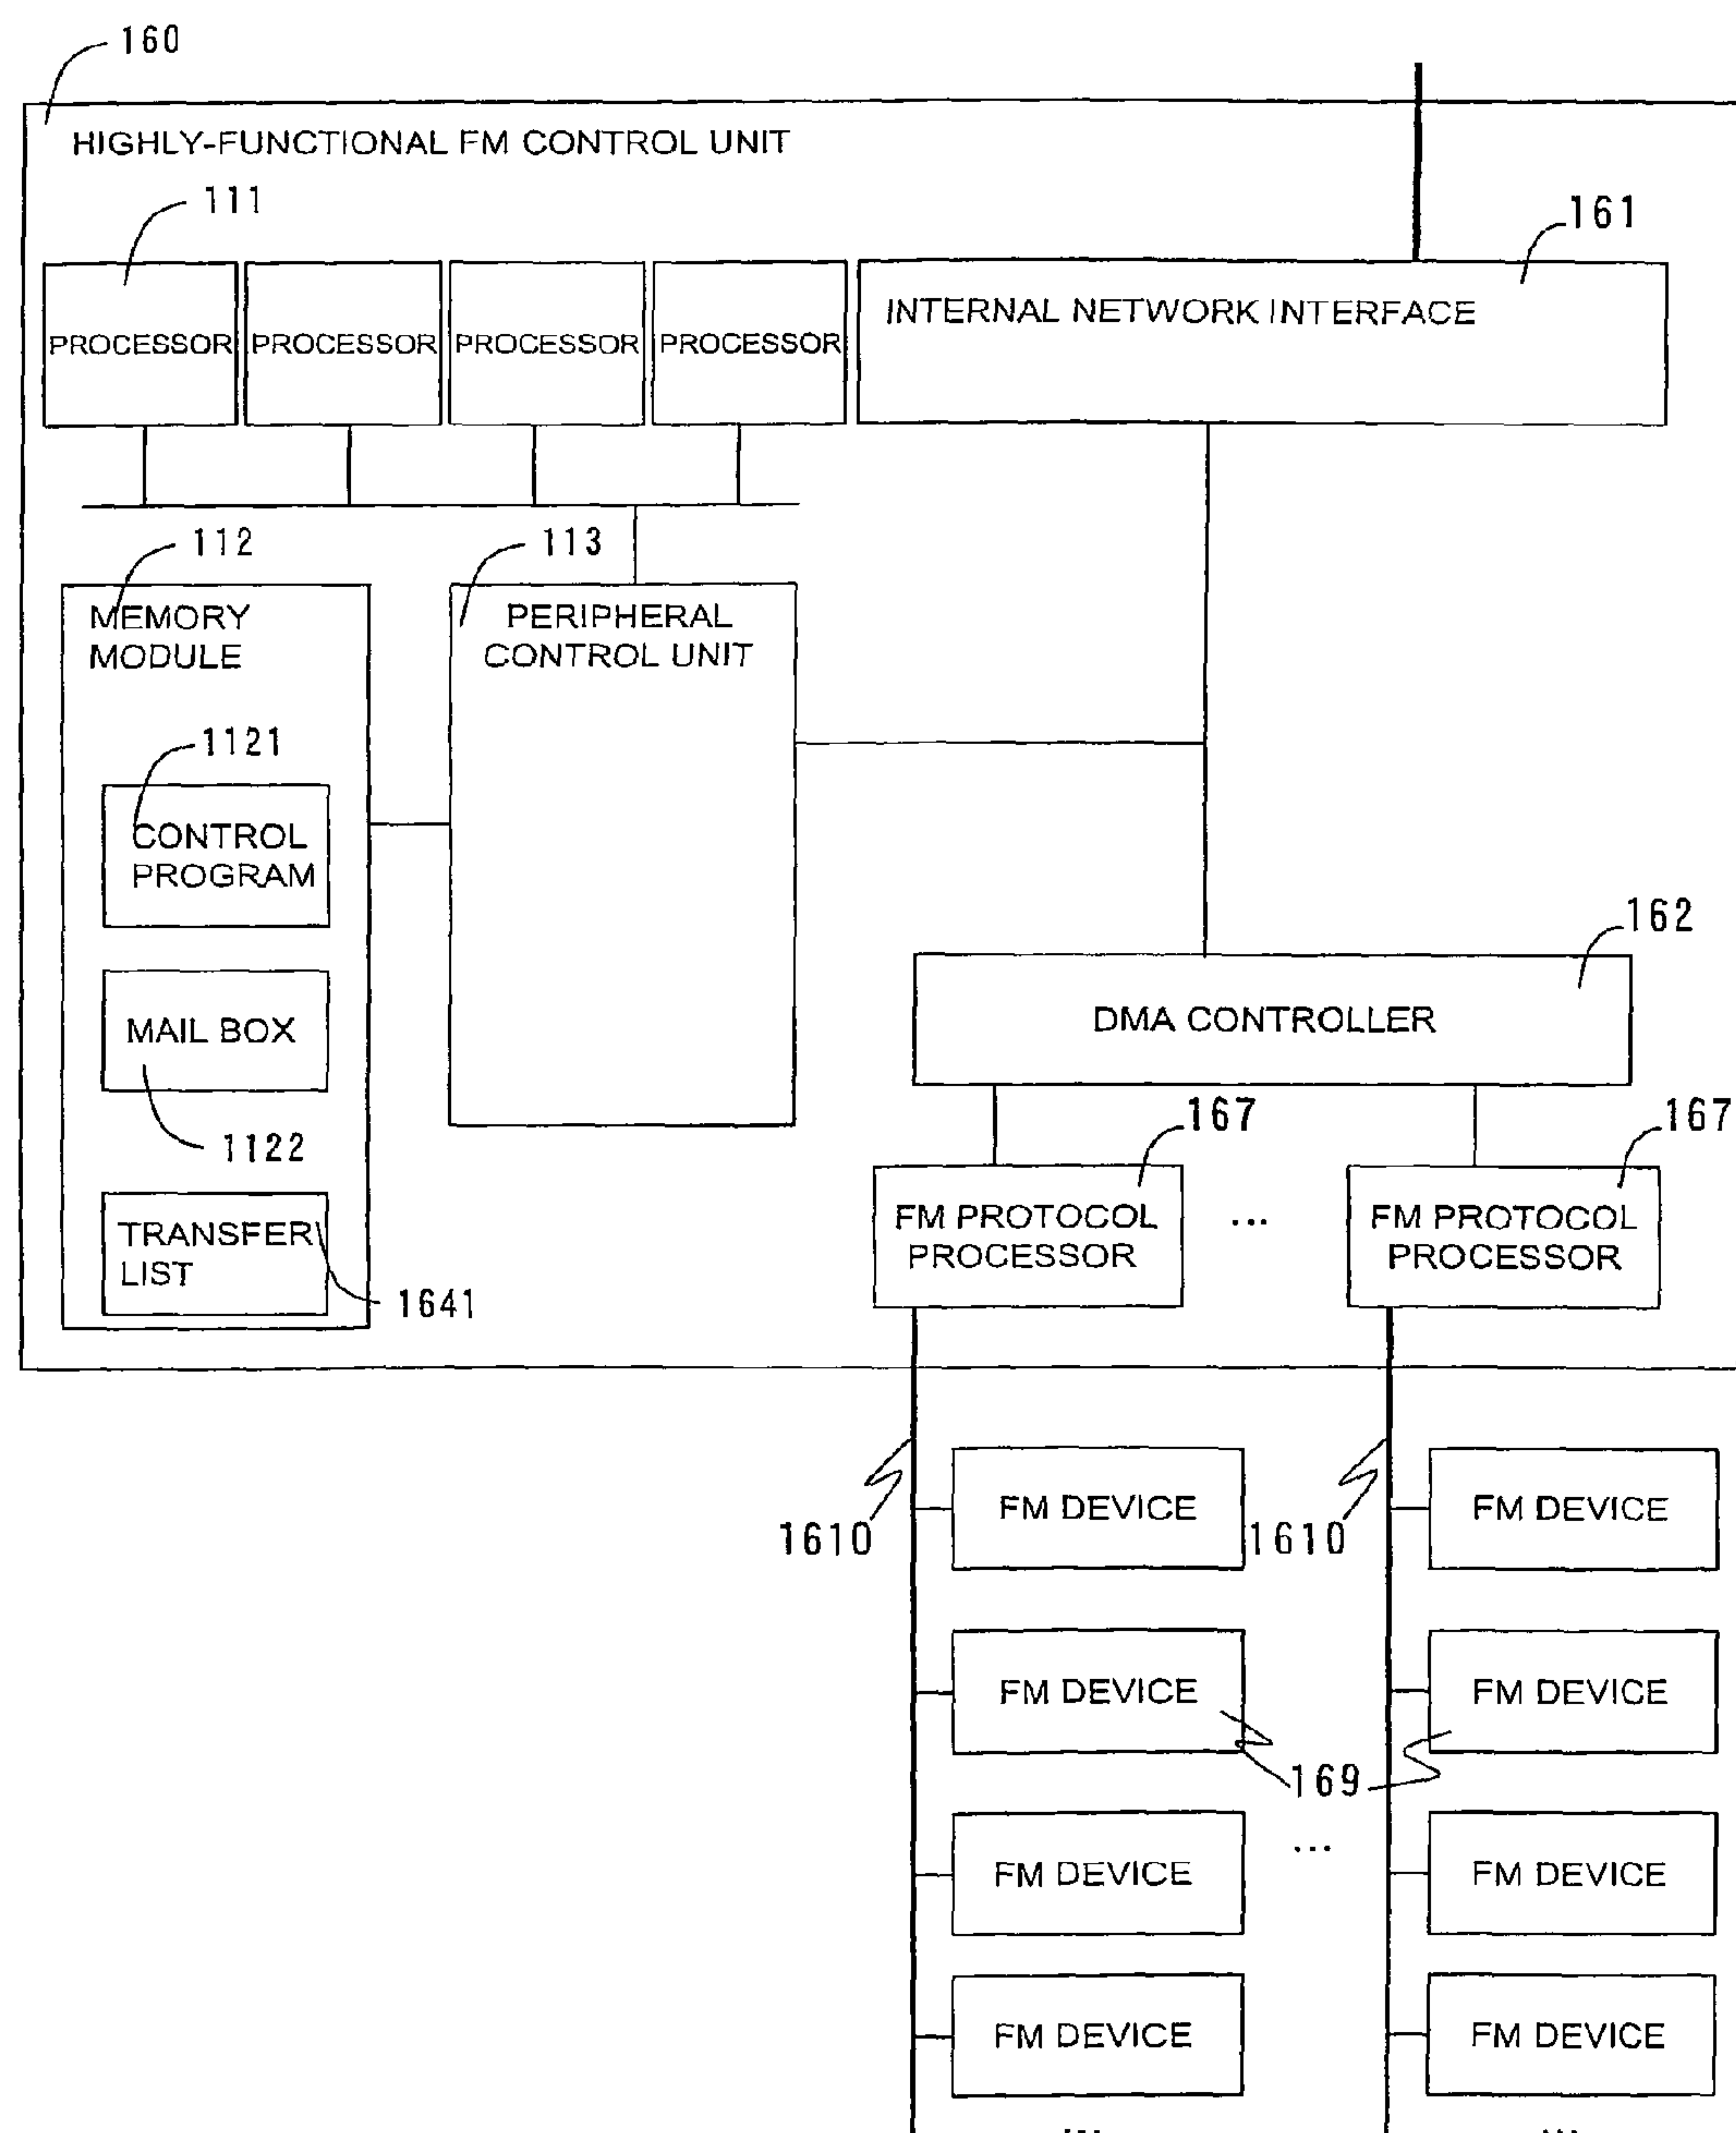 160
HIGHLY-FUNCTIONAL FM CONTROL UNIT
111
161
PROCESSOR
PROCESSOR
PROCESSOR
PROCESSOR
INTERNAL NETWORK INTERFACE
112
113
MEMORY
MODULE
PERIPHERAL
CONTROL UNIT
1121
CONTROL
PROGRAM
162
MAIL BOX
DMA CONTROLLER
1122
167
167
TRANSFER
LIST
1641
FM PROTOCOL
PROCESSOR
...
FM PROTOCOL
PROCESSOR
FM DEVICE
FM DEVICE
1610
1610
FM DEVICE
FM DEVICE
169
FM DEVICE
...
FM DEVICE
FM DEVICE
FM DEVICE
...
...